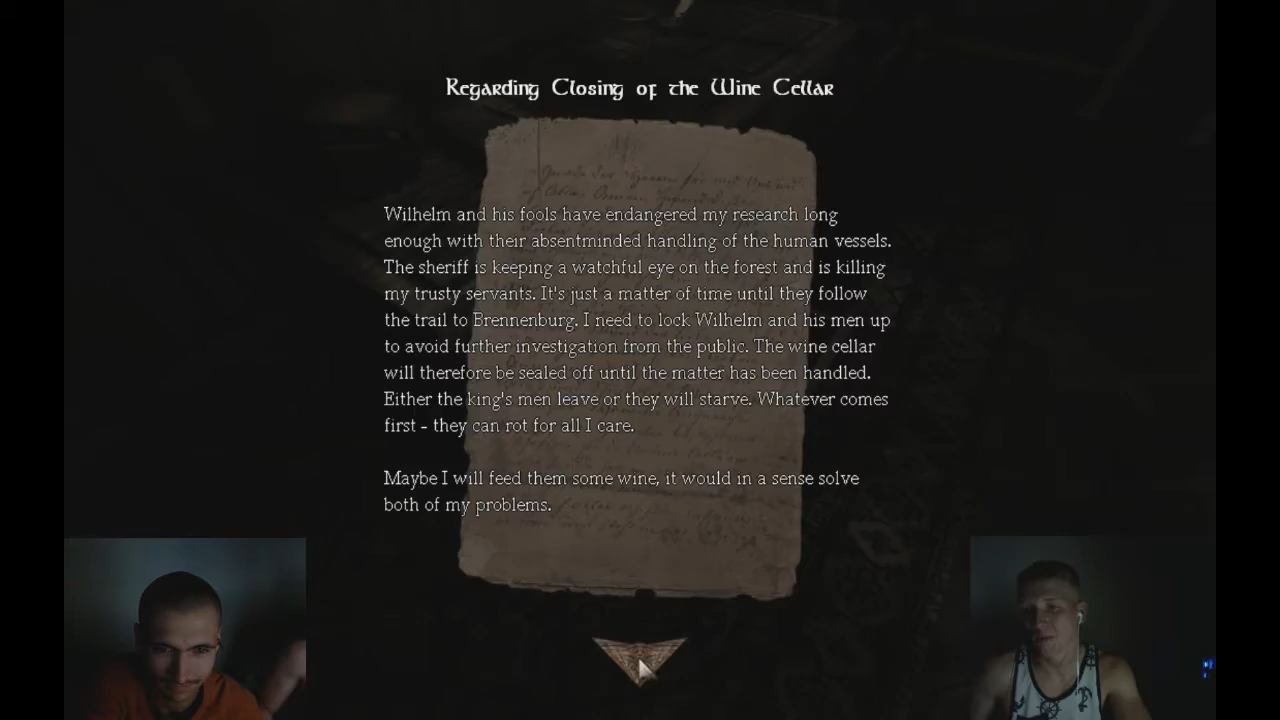 Regarding Closing of the Wine Cellar
Wilhelm and his fools have endangered my research long
enough with their absentminded handling of the human vessels.
The sheriff is keeping a watchful eye on the forest and is killing
my trusty servants. It's just a matter of time until they follow
the trail to Brennenburg. I need to lock Wilhelm and his men up
to avoid further investigation from the public. The wine cellar
will therefore be sealed off until the matter has been handled.
Either the king's men leave or they will starve. Whatever comes
first - they can rot for all I care.
Maybe I will feed them some wine, it would in a sense solve
both of my problems.